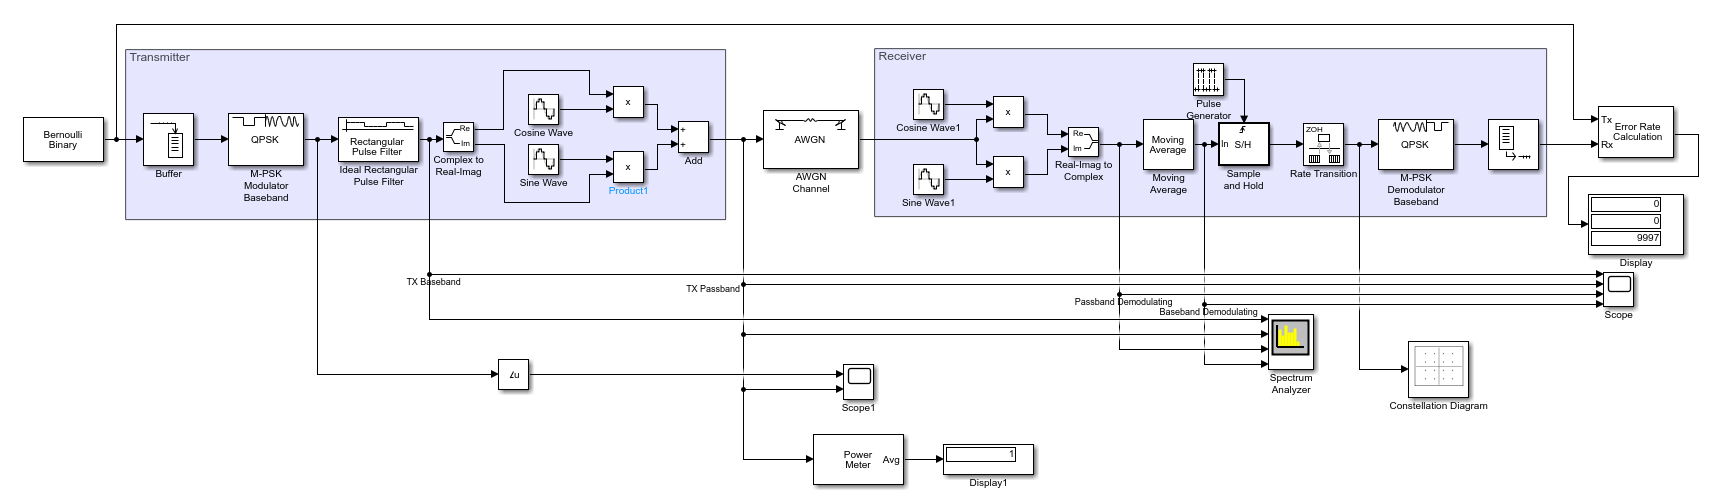 Transmitter
Receiver
Bernoulli
Binary
Buffer
QPSK
M-PSK
Modulator
Baseband
Rectangular
Pulse Filter
Ideal Rectangular
Pulse Filter
Re
Im
Complex to
Real-Imag
Cosine Wave
Sine Wave
x
x
Product1
+
+
Add
AWGN
AWGN
Channel
Cosine Wave1
Sine Wave1
x
x
Re
Im
Real-Imag to
Complex
Moving
Average
Moving
Average
Pulse
Generator
In
S/H
Sample
and Hold
ZOH
Rate Transition
QPSK
M-PSK
Demodulator
Baseband
Tx
Rx
Error Rate
Calculation
0
0
9997
Display
TX Baseband
TX Passband
Passband Demodulating
Baseband Demodulating
Scope
Spectrum
Analyzer
Constellation Diagram
∠u
Scope1
Power
Meter
Avg
1
Display1